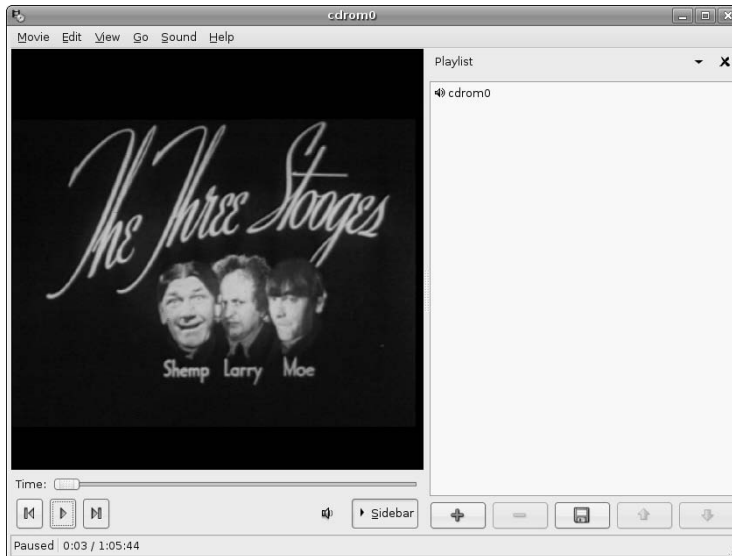 cdrom0
Movie Edit View Go Sound Help
The Three Stooges
Shemp Larry Moe
Playlist
cdrom0
Time:
Sidebar
Paused 0:03 / 1:05:44